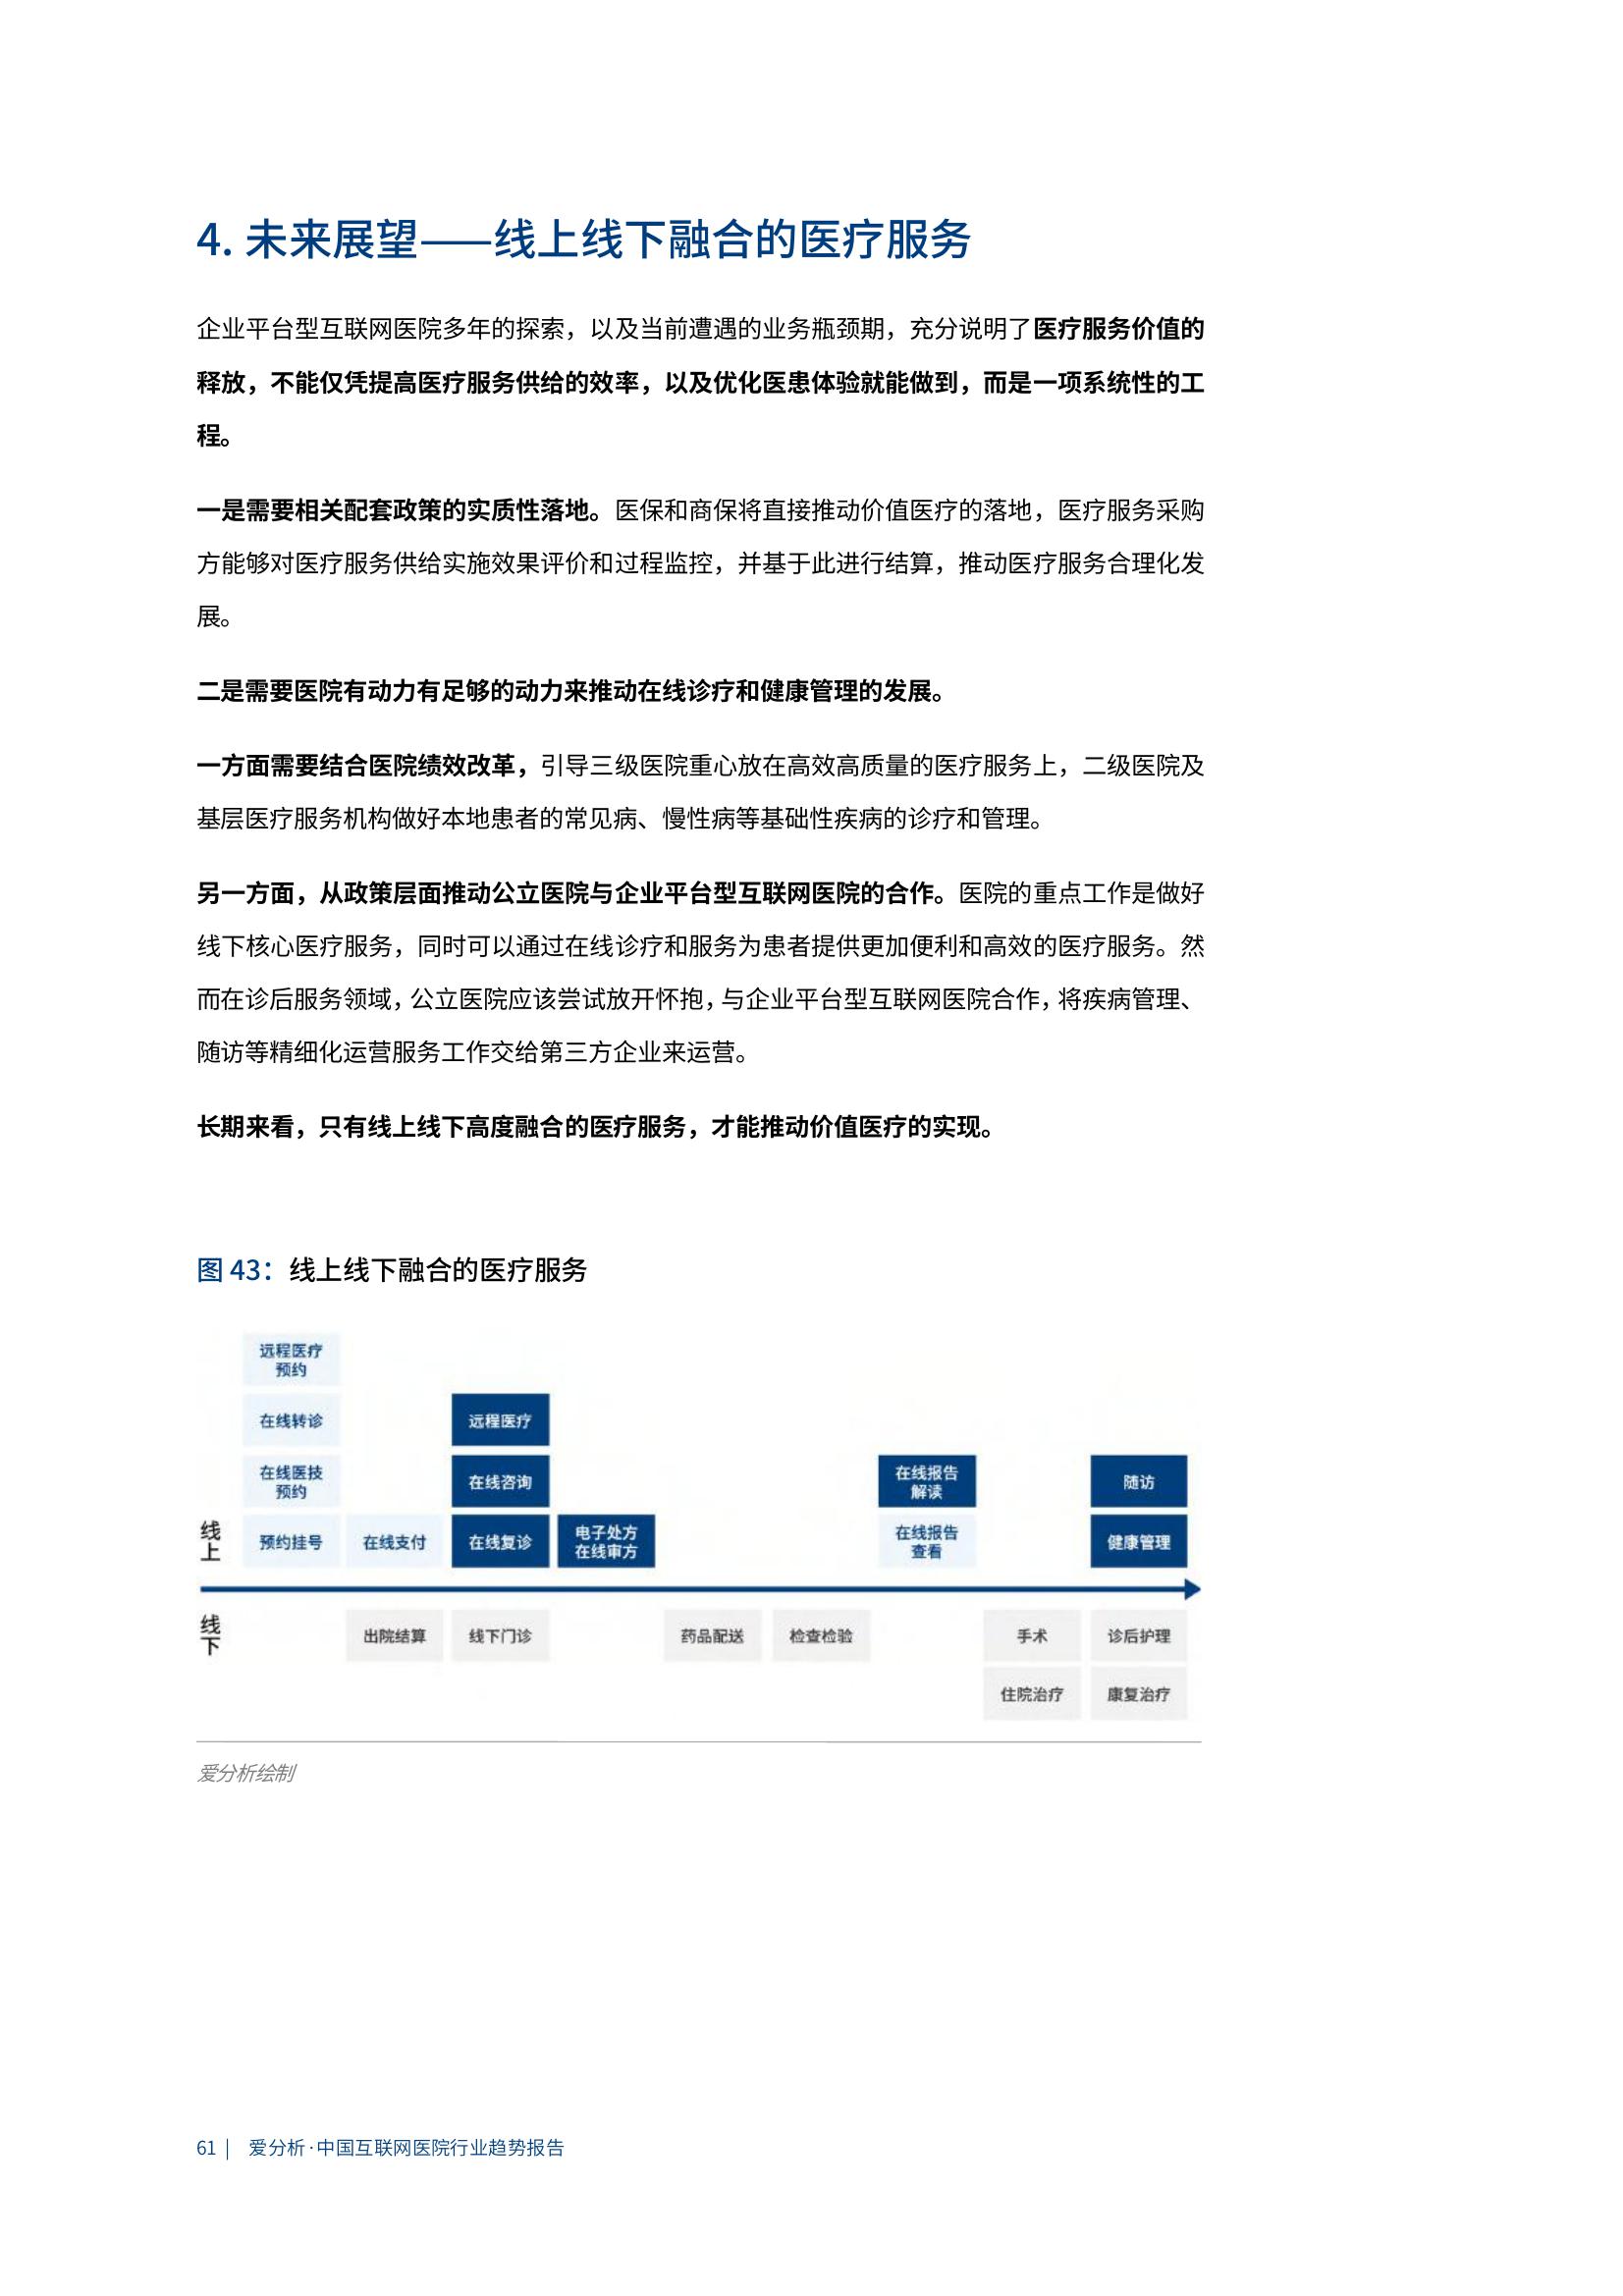 4. 未来展望——线上线下融合的医疗服务
企业平台型互联网医院多年的探索，以及当前遭遇的业务瓶颈期，充分说明了医疗服务价值的
释放，不能仅凭提高医疗服务供给的效率，以及优化医患体验就能做到，而是一项系统性的工
程。
一是需要相关配套政策的实质性落地。医保和商保将直接推动价值医疗的落地，医疗服务采购
方能够对医疗服务供给实施效果评价和过程监控，并基于此进行结算，推动医疗服务合理化发
展。
二是需要医院有动力有足够的动力来推动在线诊疗和健康管理的发展。
一方面需要结合医院绩效改革，引导三级医院重心放在高效高质量的医疗服务上，二级医院及
基层医疗服务机构做好本地患者的常见病、慢性病等基础性疾病的诊疗和管理。
另一方面，从政策层面推动公立医院与企业平台型互联网医院的合作。医院的重点工作是做好
线下核心医疗服务，同时可以通过在线诊疗和服务为患者提供更加便利和高效的医疗服务。然
而在诊后服务领域，公立医院应该尝试放开怀抱，与企业平台型互联网医院合作，将疾病管理、
随访等精细化运营服务工作交给第三方企业来运营。
长期来看，只有线上线下高度融合的医疗服务，才能推动价值医疗的实现。
图 43：线上线下融合的医疗服务
远程医疗
预约
在线转诊
远程医疗
在线医技
预约
在线咨询
在线报告
解读
随访
线上
预约挂号
在线支付
在线复诊
电子处方
在线审方
在线报告
查看
健康管理
线下
出院结算
线下门诊
药品配送
检查检验
手术
诊后护理
住院治疗
康复治疗
爱分析绘制
61 | 爱分析·中国互联网医院行业趋势报告